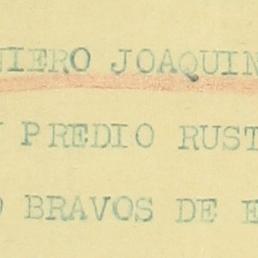 NIERO JOAQUIN
PREDIO RUST
O BRAVOS DE E